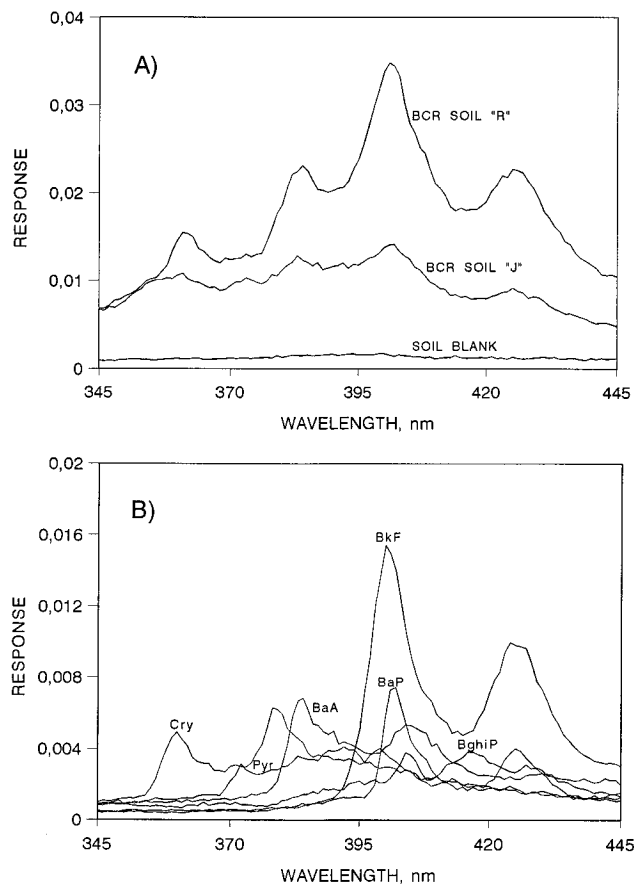 0,04
A)
0,03
BCR SOIL "R"
RESPONSE
0,02
BCR SOIL "J"
0,01
SOIL BLANK
0
345 370 395 420 445
WAVELENGTH, nm
0,02
B)
0,016
BkF
0,012
RESPONSE
0,008
BaA
BaP
Cry
0,004
Pyr
BghiP
0
345 370 395 420 445
WAVELENGTH, nm